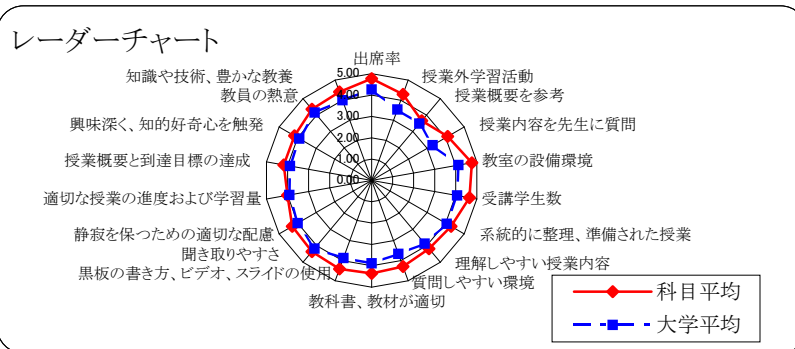 レーダーチャート
出席率
授業外学習活動
授業概要を参考
授業内容を先生に質問
教室の設備環境
受講学生数
系統的に整理、準備された授業
理解しやすい授業内容
質問しやすい環境
教科書、教材が適切
黒板の書き方、ビデオ、スライドの使用
聞き取りやすさ
静寂を保つための適切な配慮
適切な授業の進度および学習量
授業概要と到達目標の達成
興味深く、知的好奇心を触発
教員の熱意
知識や技術、豊かな教養
5.00
4.00
3.00
2.00
1.00
0.00
科目平均
大学平均